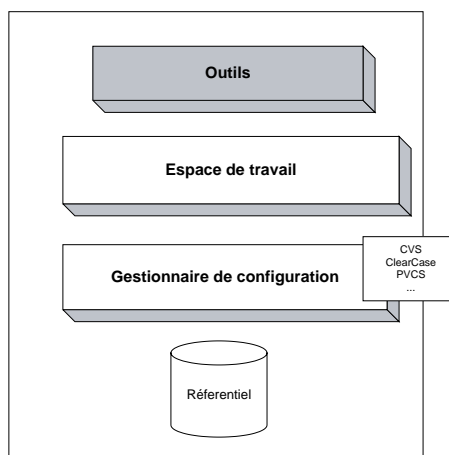 Outils
Espace de travail
Gestionnaire de configuration
CVS
ClearCase
PVCS
...
Réferentiel